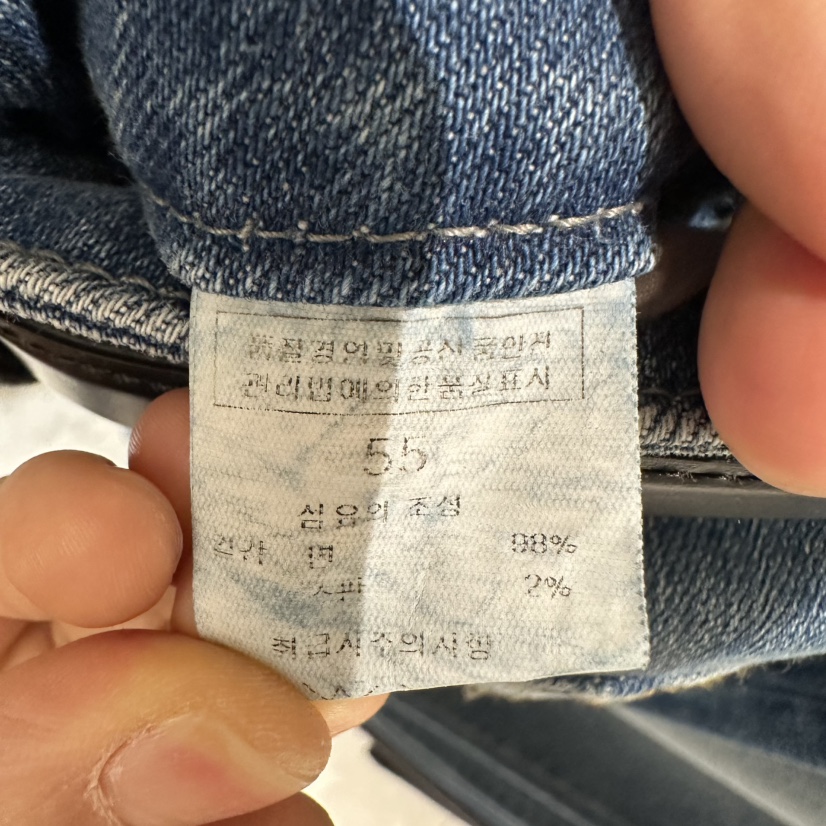 품질경영및공산품안전
관리법에의한품질표시
55
섬유의 조성
겉감 면 98%
스판 2%
취급시주의사항